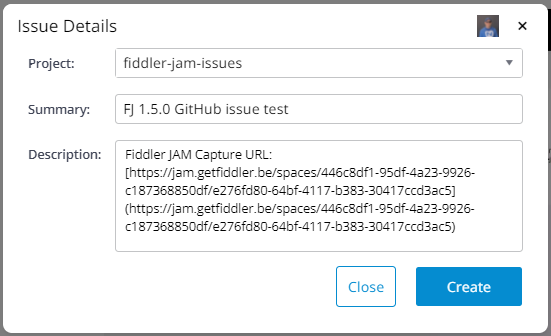 Issue Details
Project:
fiddler-jam-issues
Summary:
FJ 1.5.0 GitHub issue test
Description:
Fiddler JAM Capture URL:
[https://jam.getfiddler.be/spaces/446c8df1-95df-4a23-9926-
c187368850df/e276fd80-64bf-4117-b383-30417ccd3ac5]
(https://jam.getfiddler.be/spaces/446c8df1-95df-4a23-9926-
c187368850df/e276fd80-64bf-4117-b383-30417ccd3ac5)
Close
Create